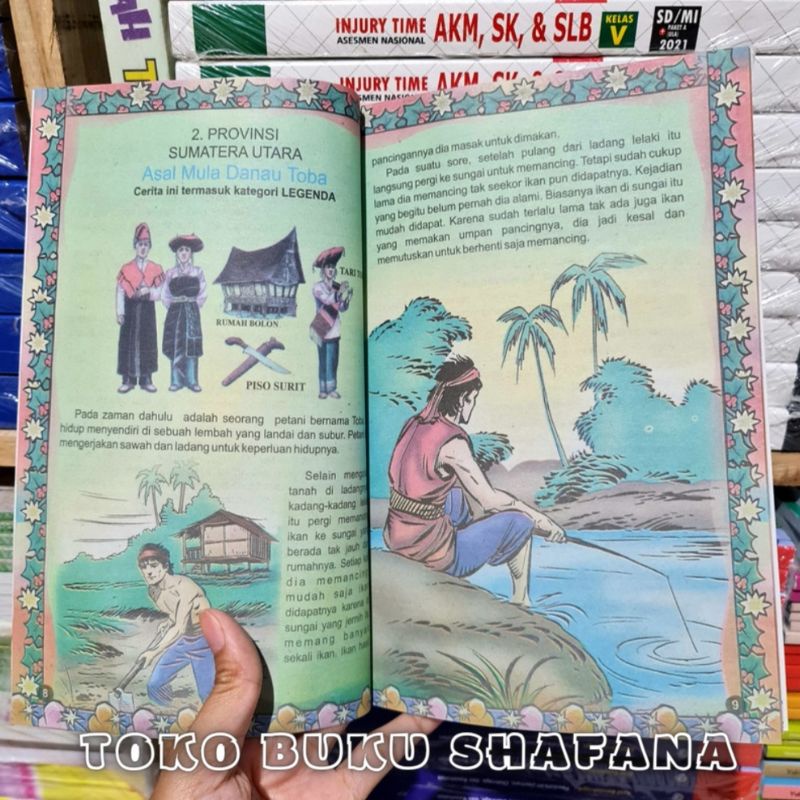 INJURY TIME AKM, SK, & SLB
ASESMEN NASIONAL
KELAS
V
SD/MI
2021
INJURY TIME AKM, SK, &
2. PROVINSI
SUMATERA UTARA
Asal Mula Danau Toba
Cerita ini termasuk kategori LEGENDA
TARI
RUMAH BOLON
PISO SURIT
Pada zaman dahulu adalah seorang petani bernama Toba
hidup menyendiri di sebuah lembah yang landai dan subur.
mengerjakan sawah dan ladang untuk keperluan hidupnya.
Selain
tanah di
kadang-kadang
itu pergi
ikan ke sungai
berada tak jauh
rumahnya.
dia
mudah saja
didapatnya karena
sungai yang jernih
memang
sekali ikan. Ikan
8
pancingannya dia masak untuk dimakan.
Pada suatu sore, setelah pulang dari ladang lelaki itu
langsung pergi ke sungai untuk memancing. Tetapi sudah cukup
lama dia memancing tak seekor ikan pun didapatnya. Kejadian
yang begitu belum pernah dia alami. Biasanya ikan di sungai itu
mudah didapat. Karena sudah terlalu lama tak ada juga ikan
yang memakan umpan pancingnya, dia jadi kesal dan
memutuskan untuk berhenti saja memancing.
9
TOKO BUKU SHAFANA